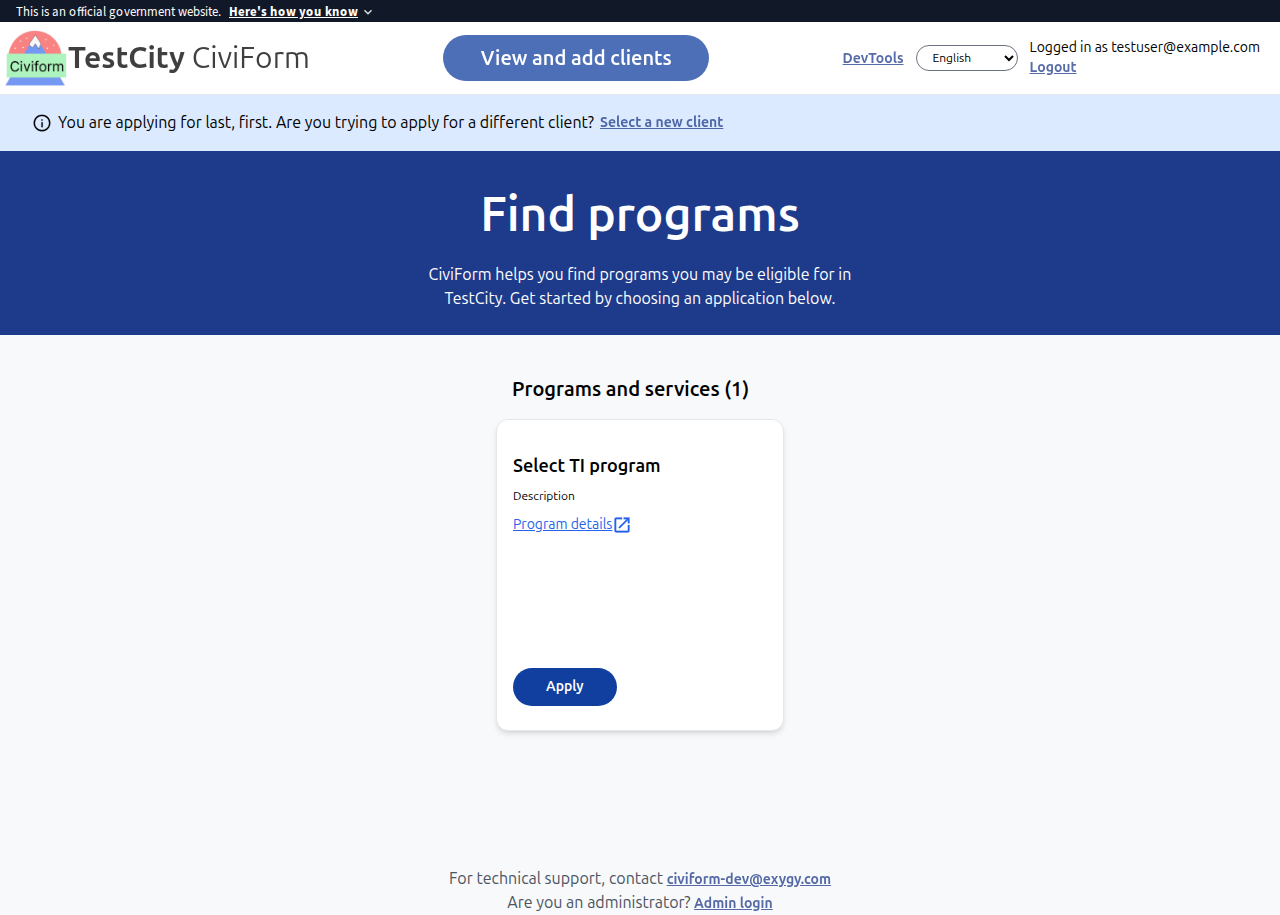 This is an official government website. Here's how you know
Civiform
TestCity CiviForm
View and add clients
DevTools
English
Logged in as testuser@example.com
Logout
You are applying for last, first. Are you trying to apply for a different client? Select a new client
Find programs
CiviForm helps you find programs you may be eligible for in
TestCity. Get started by choosing an application below.
Programs and services (1)
Select TI program
Description
Program details
Apply
For technical support, contact civiform-dev@exygy.com
Are you an administrator? Admin login